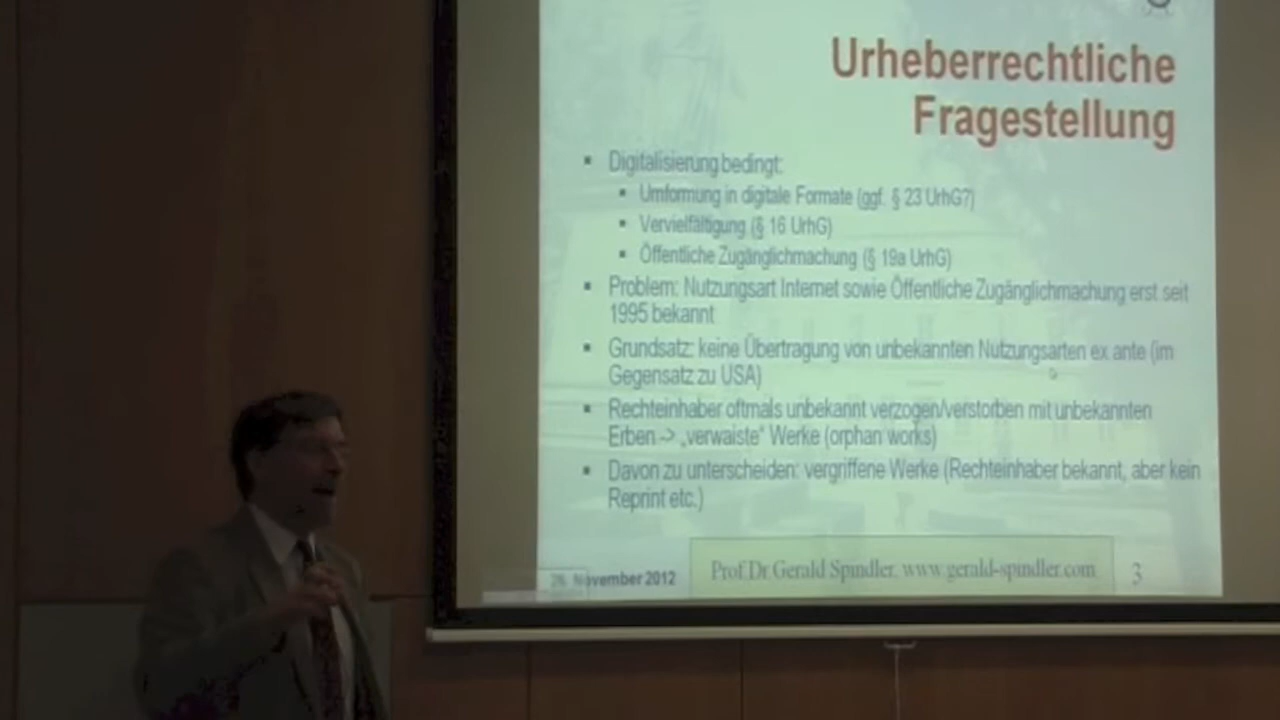 Urheberrechtliche
Fragestellung
▪ Digitalisierung bedingt:
▪ Umformung in digitale Formate (ggf. § 23 UrhG?)
▪ Vervielfältigung (§ 16 UrhG)
▪ Öffentliche Zugänglichmachung (§ 19a UrhG)
▪ Problem: Nutzungsart Internet sowie Öffentliche Zugänglichmachung erst seit
1995 bekannt
▪ Grundsatz: keine Übertragung von unbekannten Nutzungsarten ex ante (im
Gegensatz zu USA)
▪ Rechteinhaber oftmals unbekannt verzogen/verstorben mit unbekannten
Erben -> „verwaiste“ Werke (orphan works)
▪ Davon zu unterscheiden: vergriffene Werke (Rechteinhaber bekannt, aber kein
Reprint etc.)
November 2012
Prof.Dr.Gerald Spindler, www.gerald-spindler.com
3